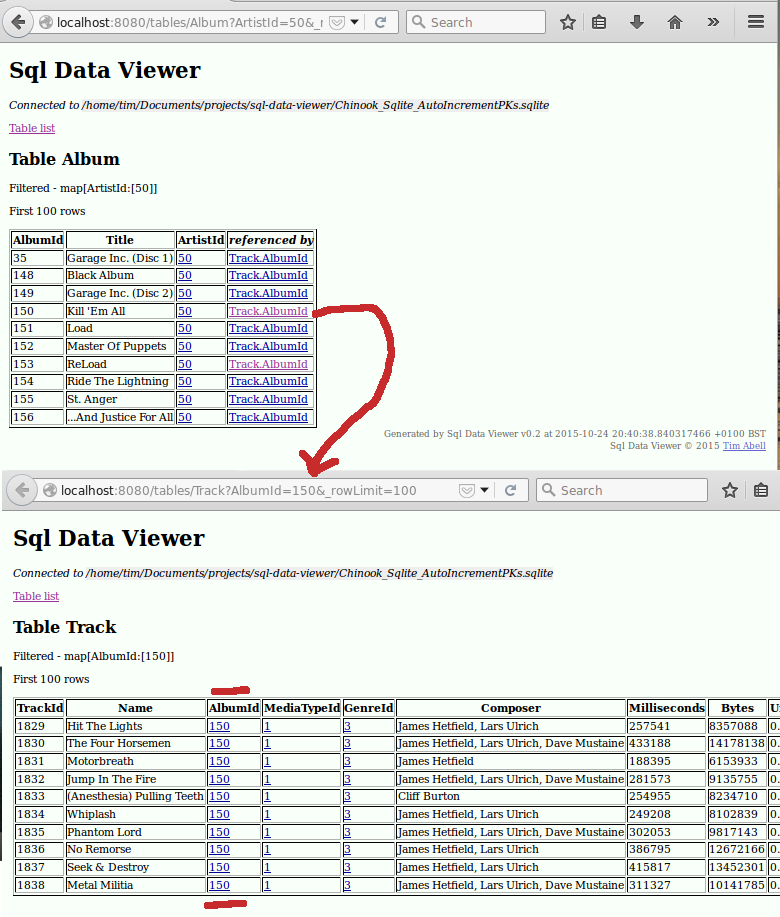 localhost:8080/tables/Album?ArtistId=50&_r
Search
Sql Data Viewer
Connected to /home/tim/Documents/projects/sql-data-viewer/Chinook_Sqlite_AutoIncrementPKs.sqlite
Table list
Table Album
Filtered - map[ArtistId:[50]]
First 100 rows
AlbumId Title ArtistId referenced by
35 Garage Inc. (Disc 1) 50 Track.AlbumId
148 Black Album 50 Track.AlbumId
149 Garage Inc. (Disc 2) 50 Track.AlbumId
150 Kill 'Em All 50 Track.AlbumId
151 Load 50 Track.AlbumId
152 Master Of Puppets 50 Track.AlbumId
153 ReLoad 50 Track.AlbumId
154 Ride The Lightning 50 Track.AlbumId
155 St. Anger 50 Track.AlbumId
156 ...And Justice For All 50 Track.AlbumId
Generated by Sql Data Viewer v0.2 at 2015-10-24 20:40:38.840317466 +0100 BST
Sql Data Viewer © 2015 Tim Abell
localhost:8080/tables/Track?AlbumId=150&_rowLimit=100
Search
Sql Data Viewer
Connected to /home/tim/Documents/projects/sql-data-viewer/Chinook_Sqlite_AutoIncrementPKs.sqlite
Table list
Table Track
Filtered - map[AlbumId:[150]]
First 100 rows
TrackId Name AlbumId MediaTypeId GenreId Composer Milliseconds Bytes U
1829 Hit The Lights 150 1 3 James Hetfield, Lars Ulrich 257541 8357088 0.
1830 The Four Horsemen 150 1 3 James Hetfield, Lars Ulrich, Dave Mustaine 433188 14178138 0.
1831 Motorbreath 150 1 3 James Hetfield 188395 6153933 0.
1832 Jump In The Fire 150 1 3 James Hetfield, Lars Ulrich, Dave Mustaine 281573 9135755 0.
1833 (Anesthesia) Pulling Teeth 150 1 3 Cliff Burton 254955 8234710 0.
1834 Whiplash 150 1 3 James Hetfield, Lars Ulrich 249208 8102839 0.
1835 Phantom Lord 150 1 3 James Hetfield, Lars Ulrich, Dave Mustaine 302053 9817143 0.
1836 No Remorse 150 1 3 James Hetfield, Lars Ulrich 386795 12672166 0.
1837 Seek & Destroy 150 1 3 James Hetfield, Lars Ulrich 415817 13452301 0.
1838 Metal Militia 150 1 3 James Hetfield, Lars Ulrich, Dave Mustaine 311327 10141785 0.